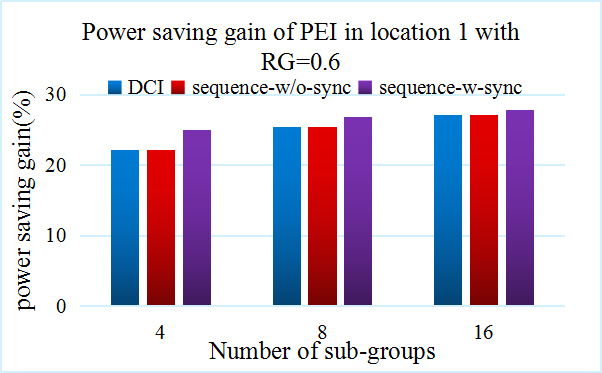 Power saving gain of PEI in location 1 with
RG=0.6
DCI sequence-w/o-sync sequence-w-sync
power saving gain(%)
30
20
10
0
4 8 16
Number of sub-groups